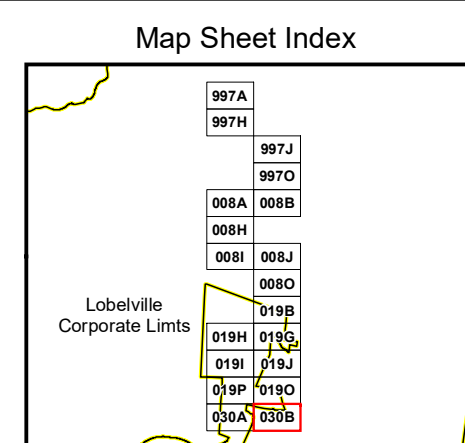 Map Sheet Index
997A
997H
997J
997O
008A 008B
008H
008I 008J
008O
019B
Lobelville
Corporate Limts
019H 019G
019I 019J
019P 019O
030A 030B